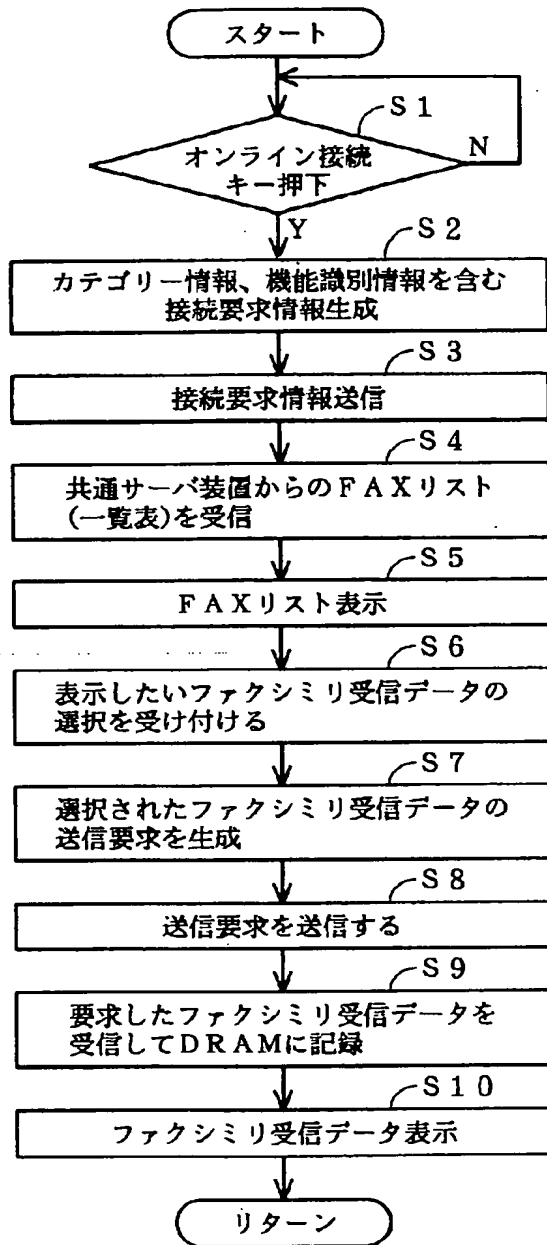 スタート
S1
オンライン接続
キー押下
N
Y
S2
カテゴリー情報、機能識別情報を含む
接続要求情報生成
S3
接続要求情報送信
S4
共通サーバ装置からのFAXリスト
(一覧表)を受信
S5
FAXリスト表示
S6
表示したいファクシミリ受信データの
選択を受け付ける
S7
選択されたファクシミリ受信データの
送信要求を生成
S8
送信要求を送信する
S9
要求したファクシミリ受信データを
受信してDRAMに記録
S10
ファクシミリ受信データ表示
リターン